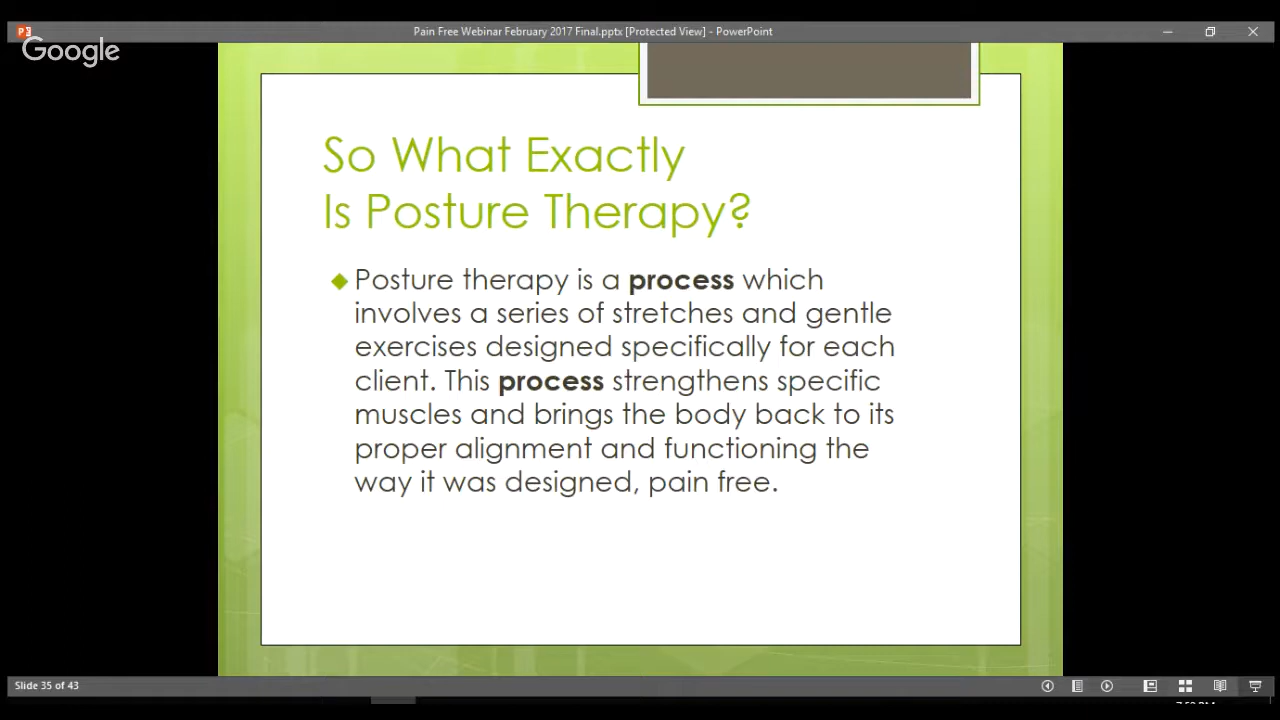 Pain Free Webinar February 2017 Final.pptx [Protected View] - PowerPoint
Google
So What Exactly
Is Posture Therapy?
Posture therapy is a process which
involves a series of stretches and gentle
exercises designed specifically for each
client. This process strengthens specific
muscles and brings the body back to its
proper alignment and functioning the
way it was designed, pain free.
Slide 35 of 43